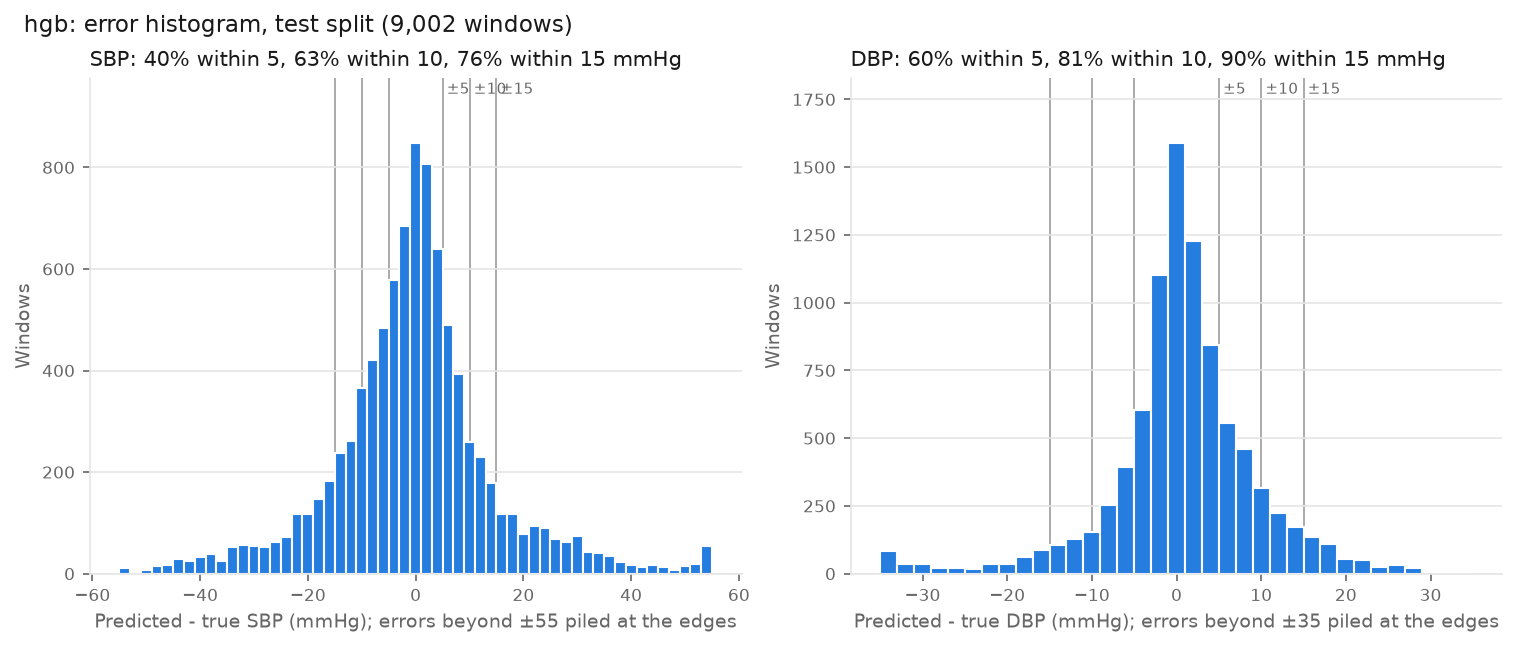 hgb: error histogram, test split (9,002 windows)
SBP: 40% within 5, 63% within 10, 76% within 15 mmHg
±5 ±10 ±15
800
600
400
200
0
Windows
−60 −40 −20 0 20 40 60
Predicted - true SBP (mmHg); errors beyond ±55 piled at the edges
DBP: 60% within 5, 81% within 10, 90% within 15 mmHg
±5 ±10 ±15
1750
1500
1250
1000
750
500
250
0
Windows
−30 −20 −10 0 10 20 30
Predicted - true DBP (mmHg); errors beyond ±35 piled at the edges